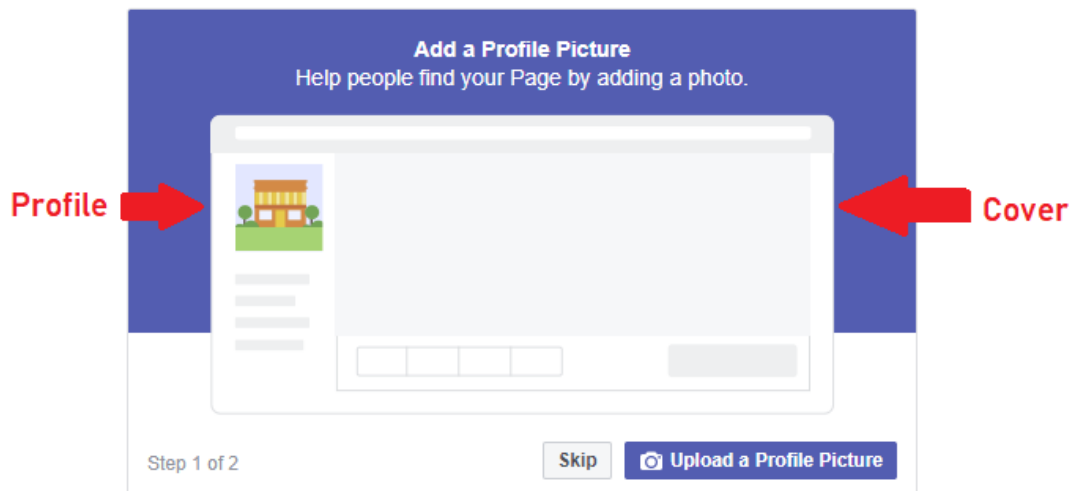 Add a Profile Picture
Help people find your Page by adding a photo.
Profile
Cover
Step 1 of 2
Skip
Upload a Profile Picture